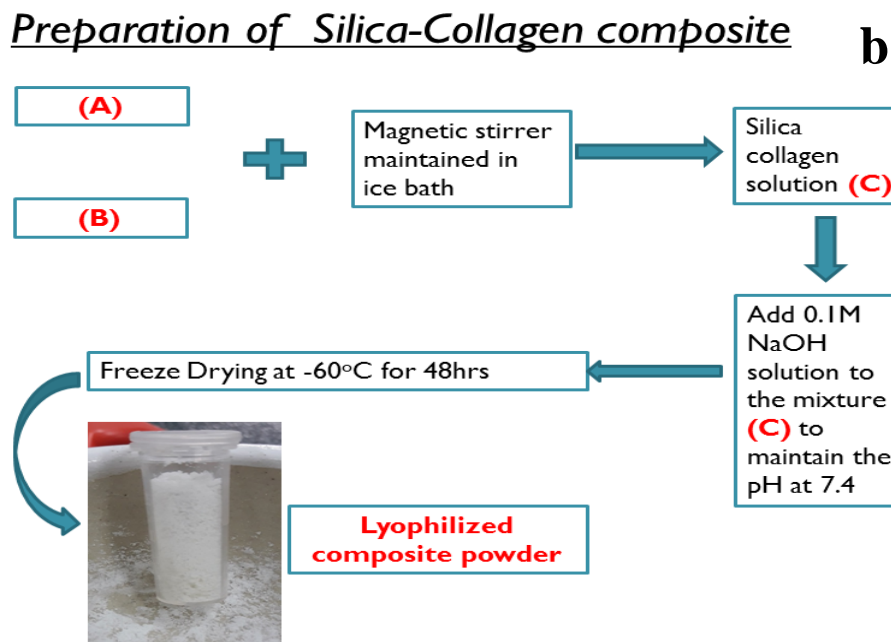 Preparation of Silica-Collagen composite
b
(A)
(B)
Magnetic stirrer
maintained in
ice bath
Silica
collagen
solution (C)
Add 0.1M
NaOH
solution to
the mixture
(C) to
maintain the
pH at 7.4
Freeze Drying at -60°C for 48hrs
Lyophilized
composite powder